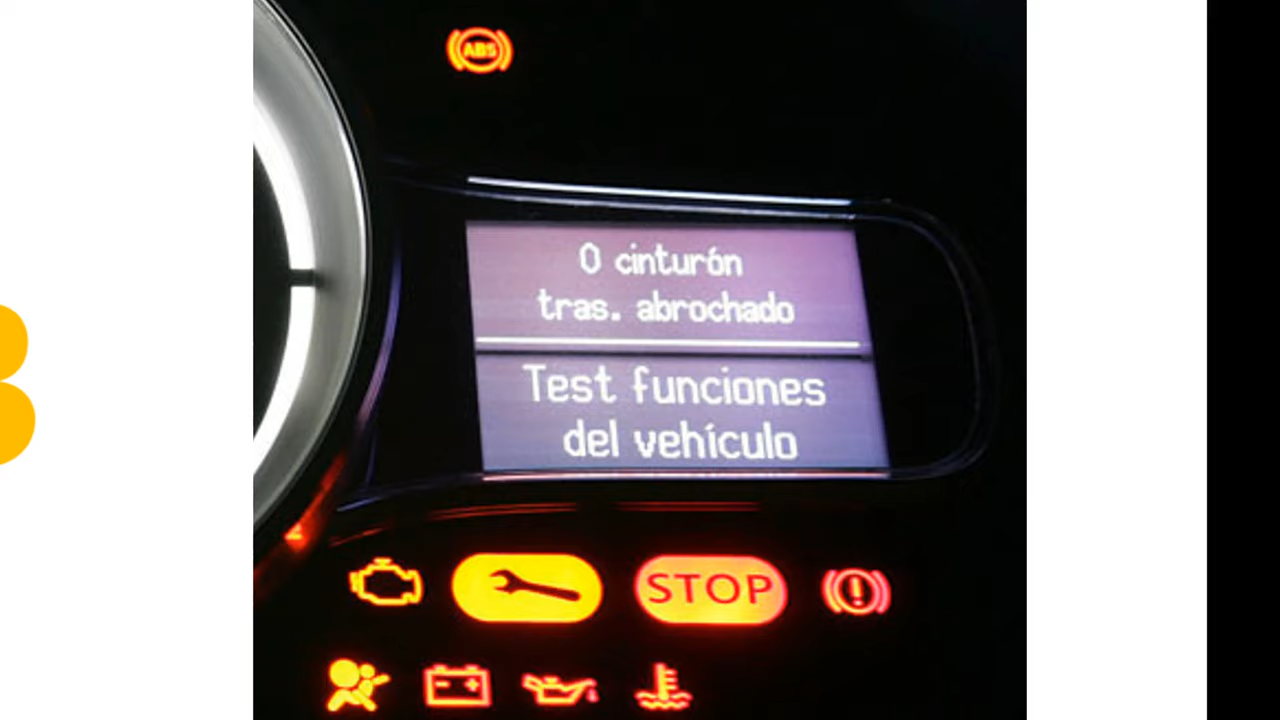 ABS
0 cinturón
tras. abrochado
Test funciones
del vehículo
STOP